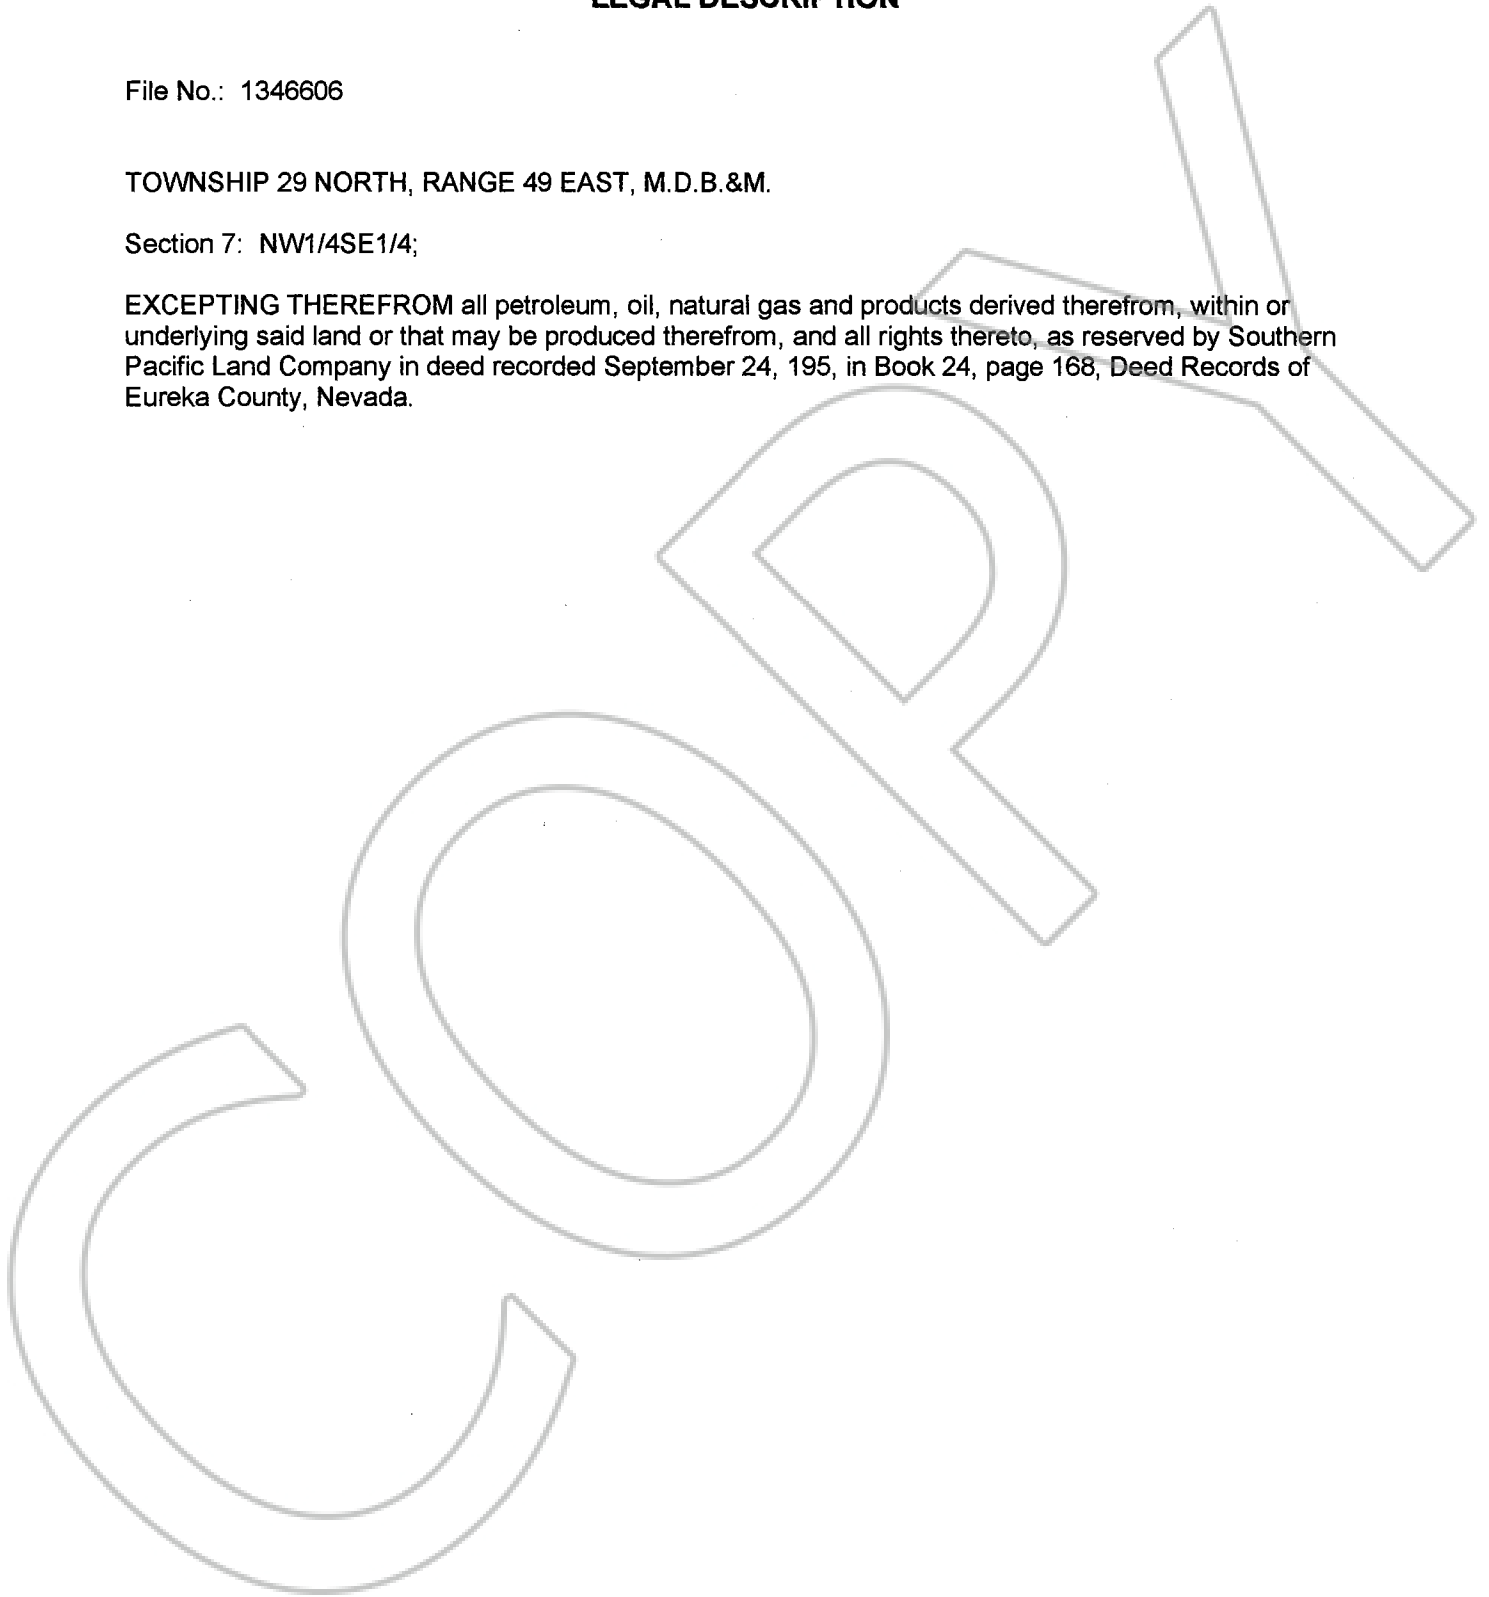 LEGAL DESCRIPTION
File No.: 1346606
TOWNSHIP 29 NORTH, RANGE 49 EAST, M.D.B.&M.
Section 7: NW1/4SE1/4;
EXCEPTING THEREFROM all petroleum, oil, natural gas and products derived therefrom, within or
underlying said land or that may be produced therefrom, and all rights thereto, as reserved by Southern
Pacific Land Company in deed recorded September 24, 195, in Book 24, page 168, Deed Records of
Eureka County, Nevada.
COPY